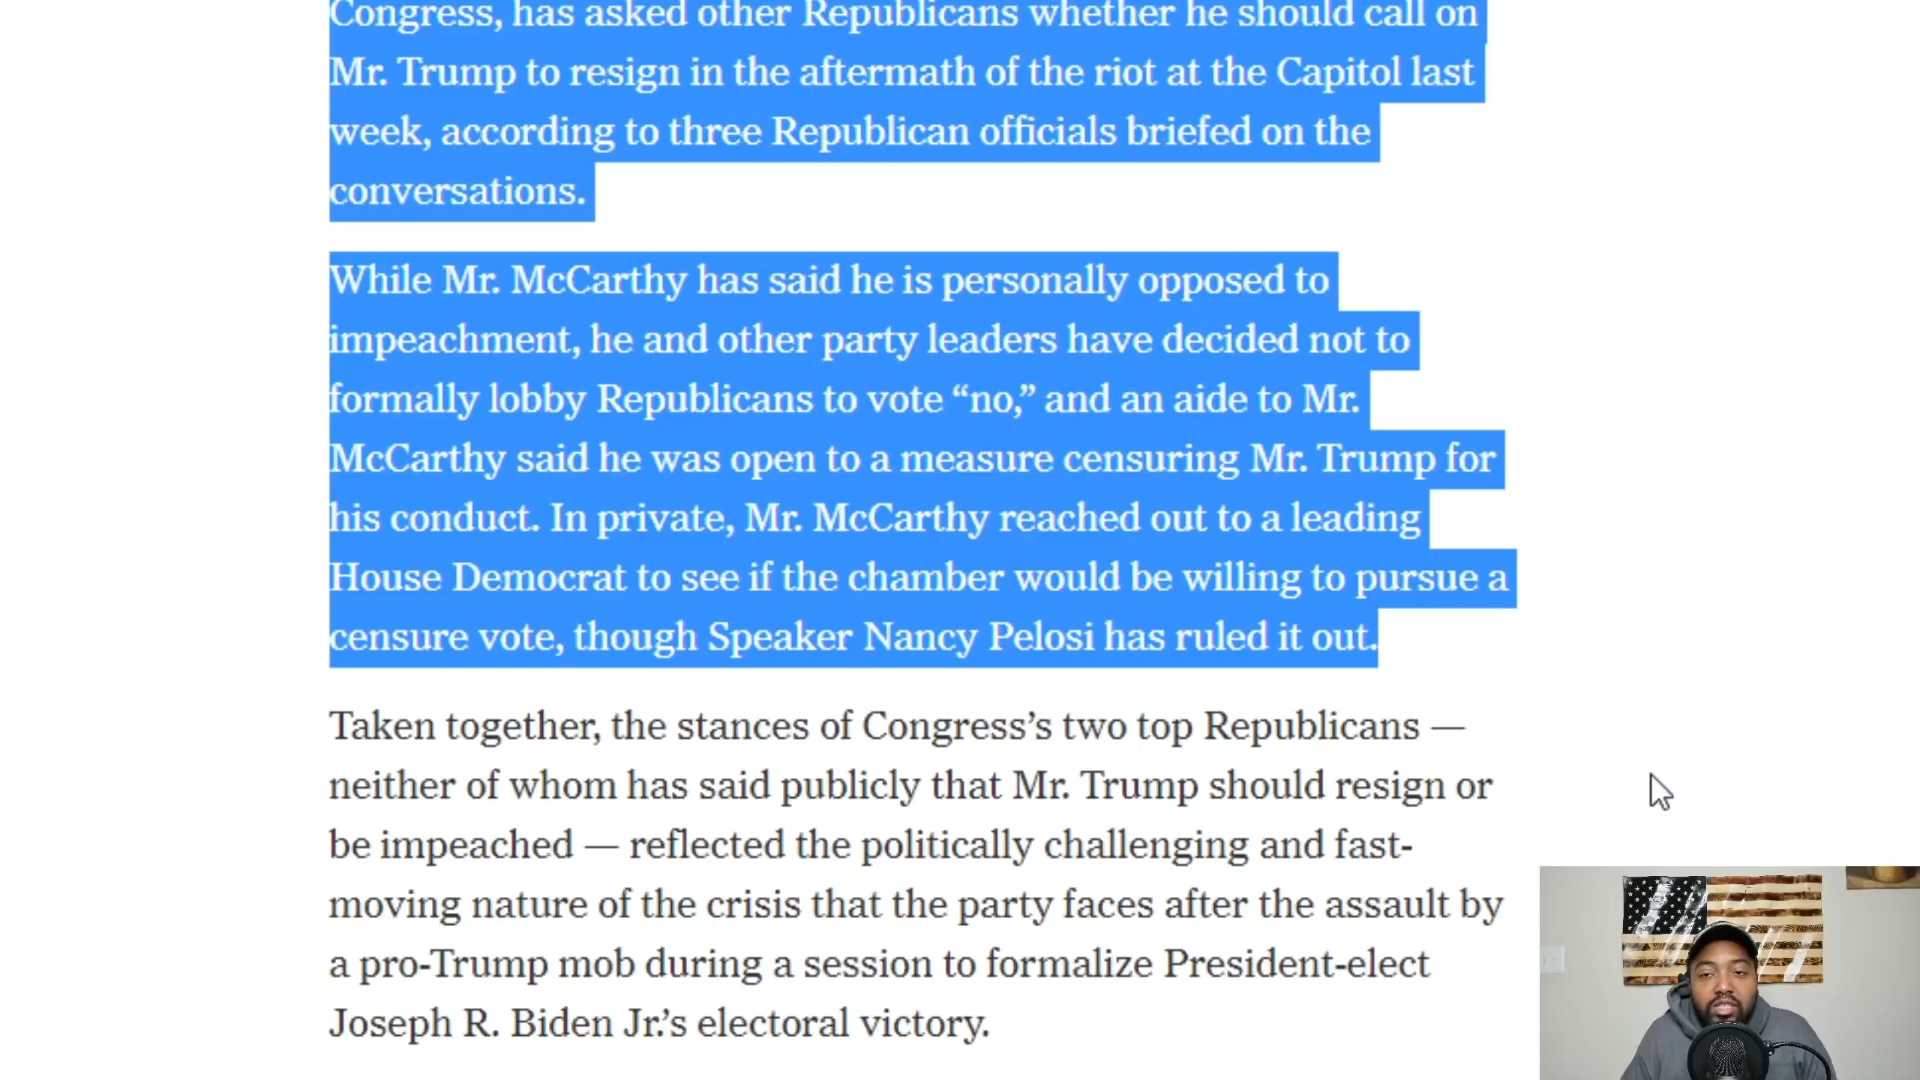 Congress, has asked other Republicans whether he should call on
Mr. Trump to resign in the aftermath of the riot at the Capitol last
week, according to three Republican officials briefed on the
conversations.
While Mr. McCarthy has said he is personally opposed to
impeachment, he and other party leaders have decided not to
formally lobby Republicans to vote “no,” and an aide to Mr.
McCarthy said he was open to a measure censuring Mr. Trump for
his conduct. In private, Mr. McCarthy reached out to a leading
House Democrat to see if the chamber would be willing to pursue a
censure vote, though Speaker Nancy Pelosi has ruled it out.
Taken together, the stances of Congress’s two top Republicans —
neither of whom has said publicly that Mr. Trump should resign or
be impeached — reflected the politically challenging and fast-
moving nature of the crisis that the party faces after the assault by
a pro-Trump mob during a session to formalize President-elect
Joseph R. Biden Jr.’s electoral victory.